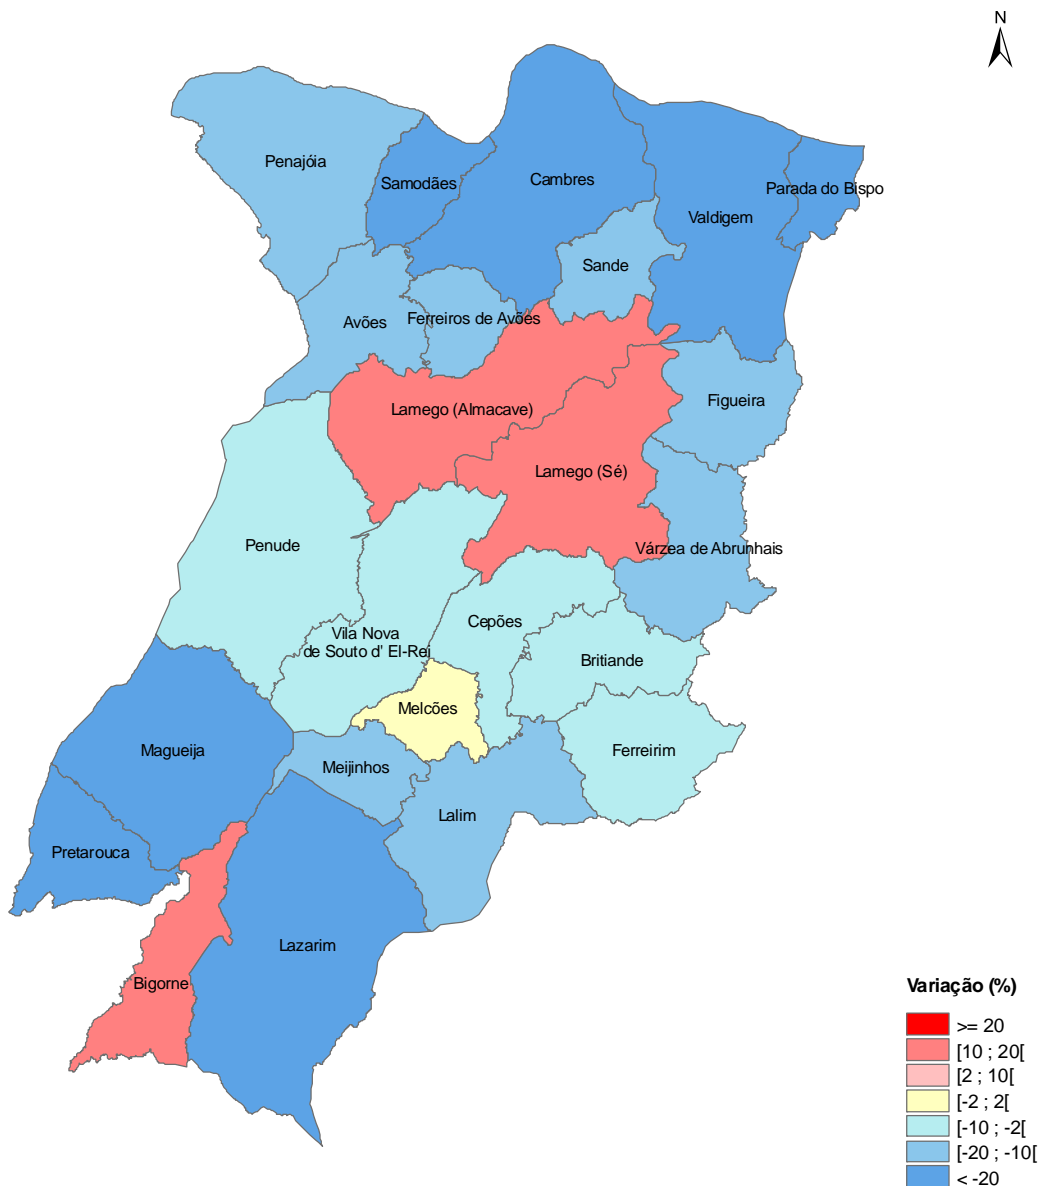 N
Penajóia
Samodães
Cambres
Parada do Bispo
Valdigem
Sande
Avões
Ferreiros de Avões
Figueira
Lamego (Almacave)
Lamego (Sé)
Penude
Várzea de Abrunhais
Cepões
Vila Nova
de Souto d' El-Rei
Britiande
Melcões
Magueija
Ferreirim
Meijinhos
Lalim
Pretarouca
Lazarim
Bigorne
Variação (%)
>= 20
[10 ; 20[
[2 ; 10[
[-2 ; 2[
[-10 ; -2[
[-20 ; -10[
< -20